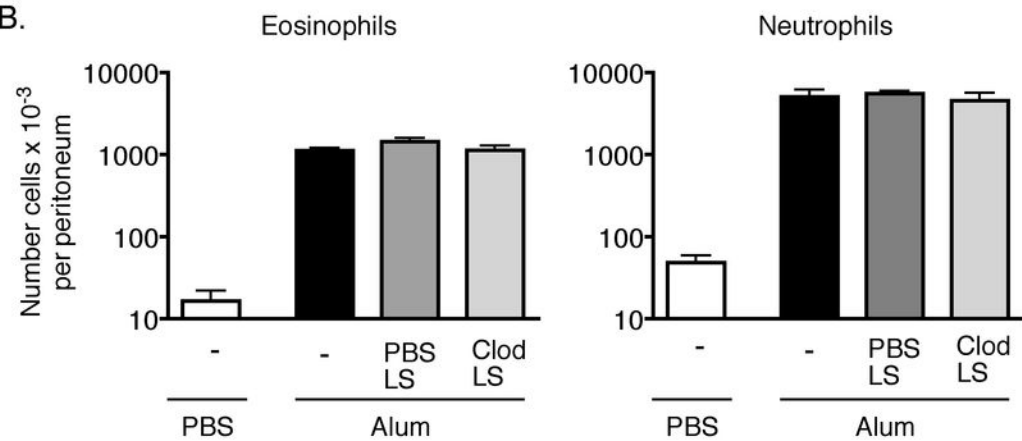 B.
Eosinophils
Number cells x 10-3
per peritoneum
10000
1000
100
10
- - PBS LS Clod LS
PBS Alum
Neutrophils
10000
1000
100
10
- - PBS LS Clod LS
PBS Alum